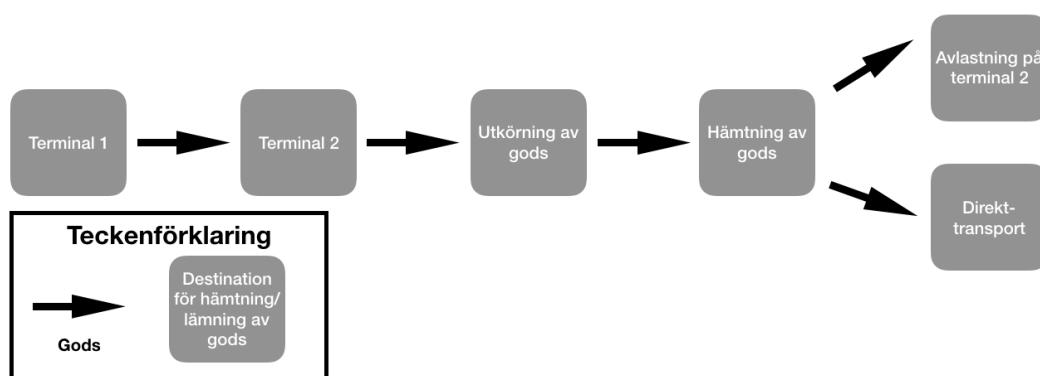 Terminal 1
Terminal 2
Utkörning av
gods
Hämtning av
gods
Avlastning på
terminal 2
Direkt-
transport
Teckenförklaring
Gods
Destination
för hämtning/
lämning av
gods